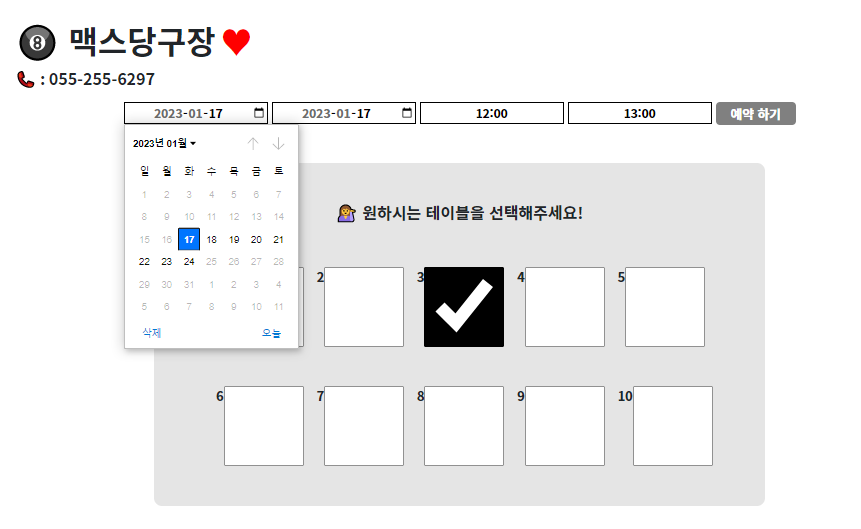 맥스당구장
: 055-255-6297
2023-01-17 2023-01-17 12:00 13:00 예약 하기
2023년 01월
일 월 화 수 목 금 토
1 2 3 4 5 6 7
8 9 10 11 12 13 14
15 16 17 18 19 20 21
22 23 24 25 26 27 28
29 30 31 1 2 3 4
5 6 7 8 9 10 11
삭제 오늘
원하시는 테이블을 선택해주세요!
2 3 4 5
6 7 8 9 10